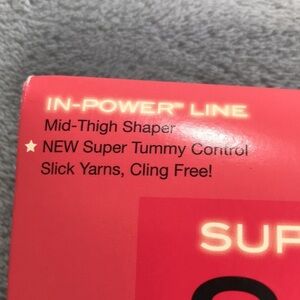 IN-POWER™ LINE
Mid-Thigh Shaper
NEW Super Tummy Control
Slick Yarns, Cling Free!
SUP